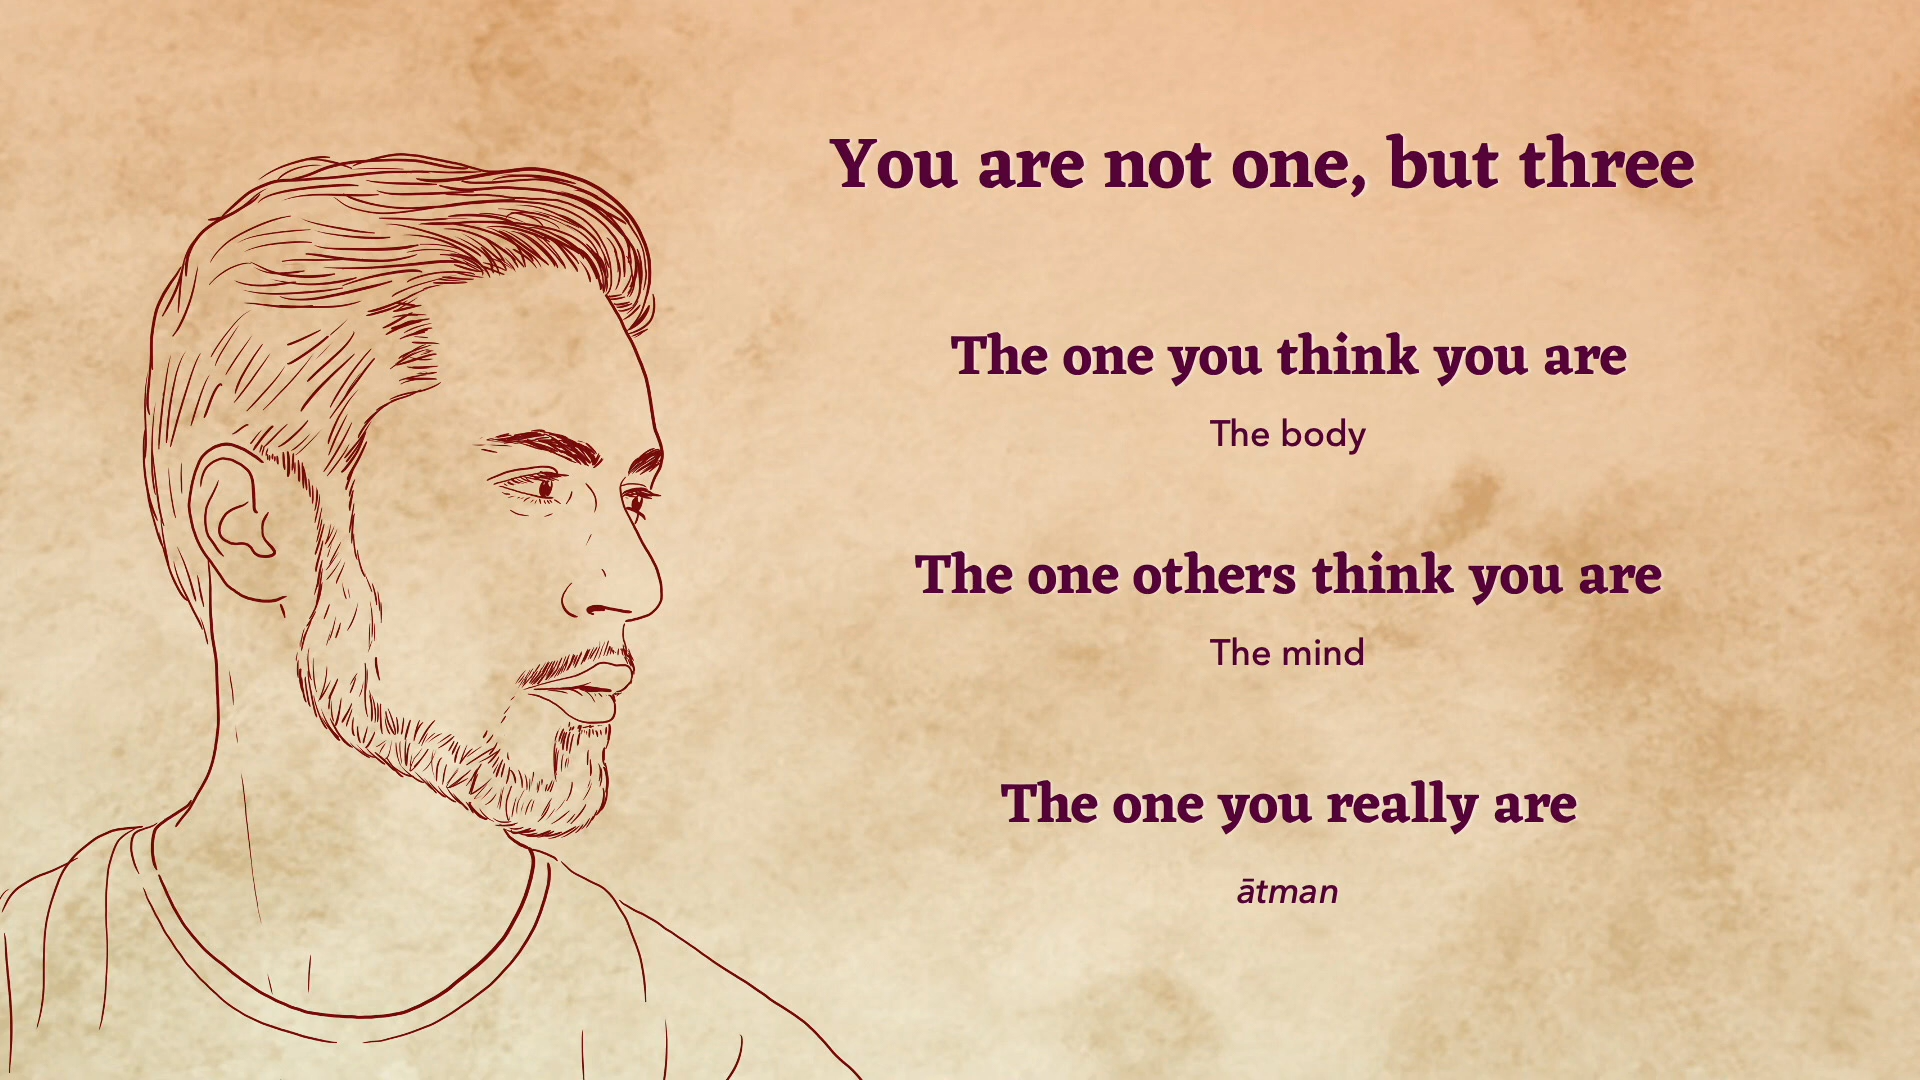 You are not one, but three
The one you think you are
The body
The one others think you are
The mind
The one you really are
ātman